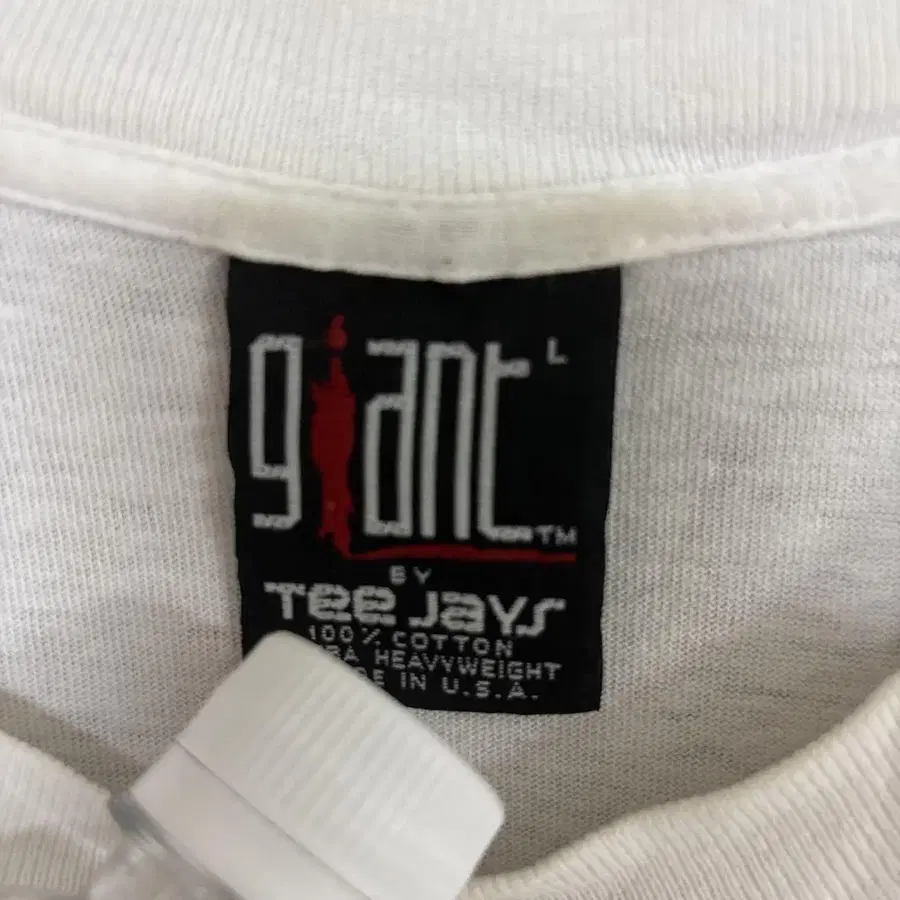 giant L
TM
BY
Tee Jays
100% COTTON
HEAVYWEIGHT
IN U.S.A.